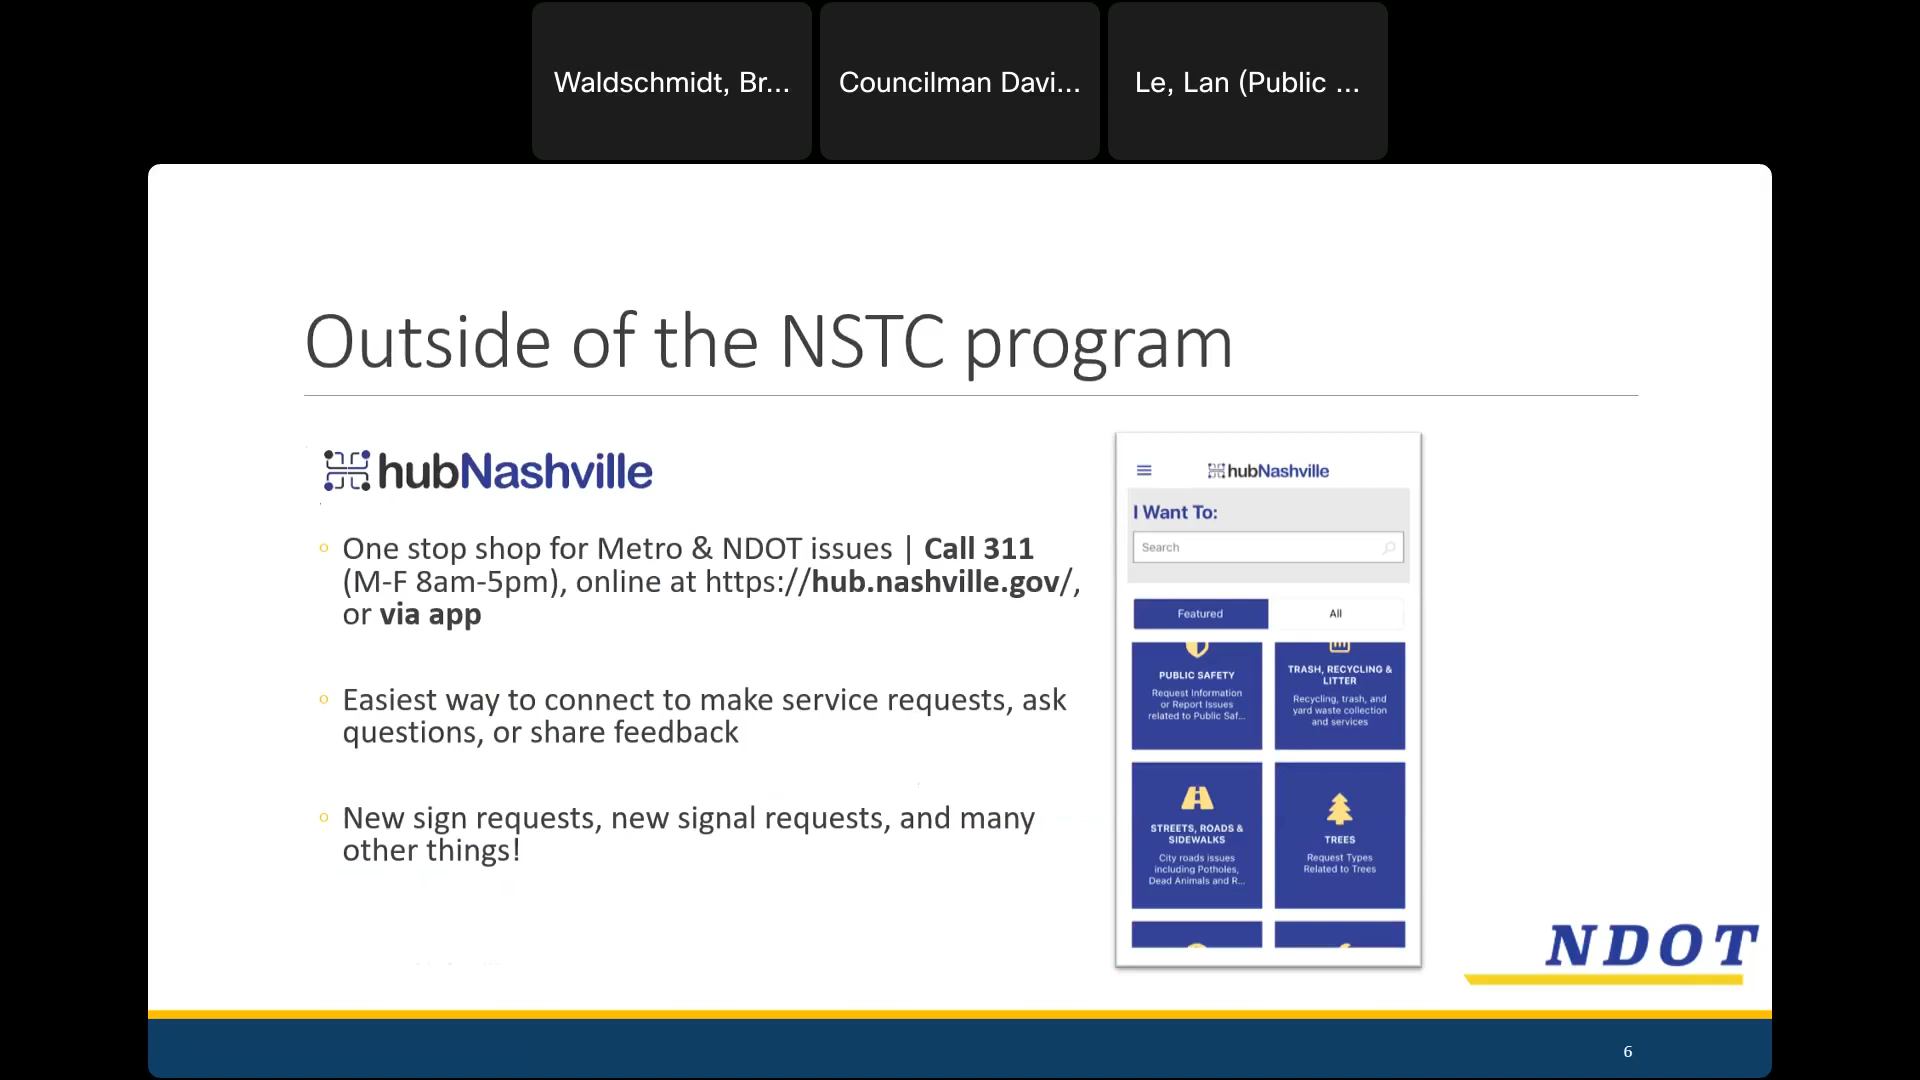 Waldschmidt, Br...
Councilman Davi...
Le, Lan (Public ...
Outside of the NSTC program
hubNashville
One stop shop for Metro & NDOT issues | Call 311
(M-F 8am-5pm), online at https://hub.nashville.gov/,
or via app
Easiest way to connect to make service requests, ask
questions, or share feedback
New sign requests, new signal requests, and many
other things!
hubNashville
I Want To:
Search
Featured
All
PUBLIC SAFETY
Request Information
or Report Issues
related to Public Saf...
TRASH, RECYCLING &
LITTER
Recycling, trash, and
yard waste collection
and services
STREETS, ROADS &
SIDEWALKS
City roads issues
including Potholes,
Dead Animals and R...
TREES
Request Types
Related to Trees
NDOT
6